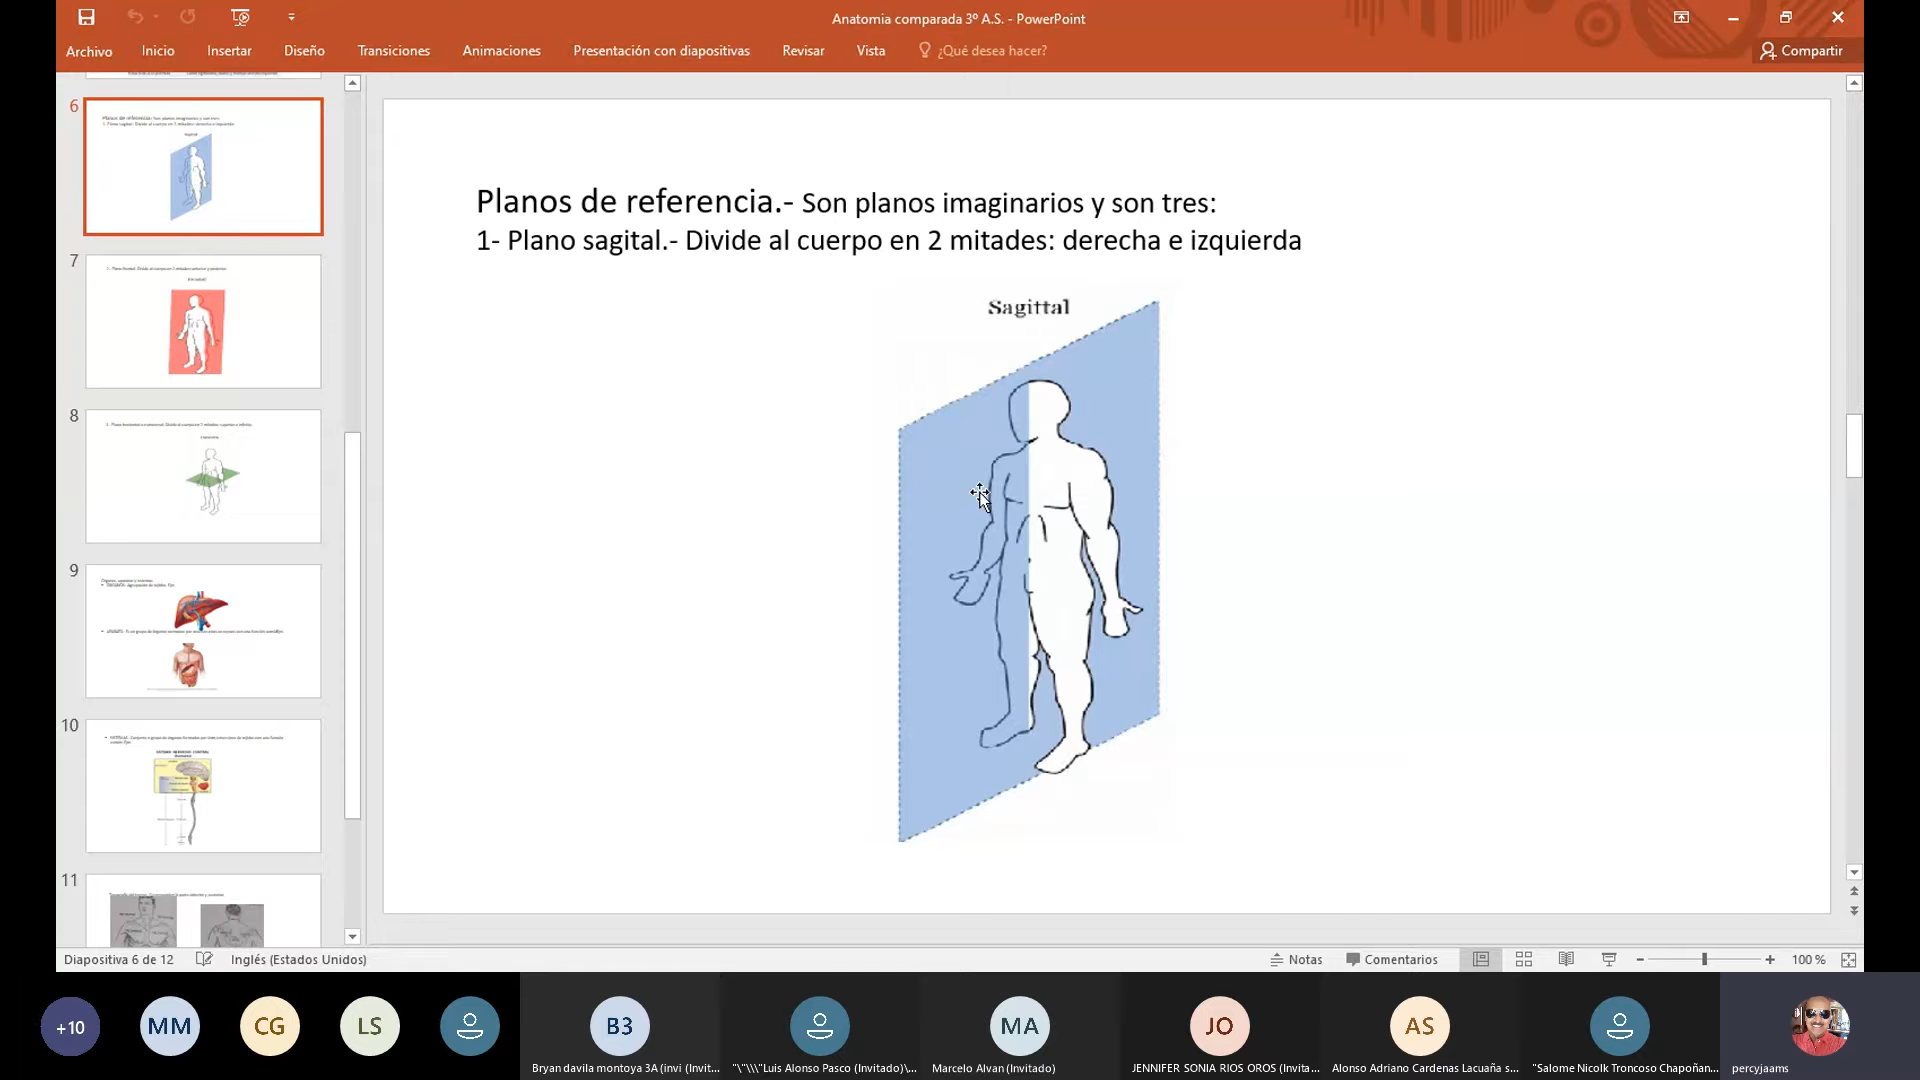 Anatomia comparada 3º A.S. - PowerPoint
Archivo Inicio Insertar Diseño Transiciones Animaciones Presentación con diapositivas Revisar Vista ¿Qué desea hacer? Compartir
6
7
8
9
10
11
Planos de referencia.- Son planos imaginarios y son tres:
1- Plano sagital.- Divide al cuerpo en 2 mitades: derecha e izquierda
Sagittal
Diapositiva 6 de 12 Inglés (Estados Unidos) Notas Comentarios 100 %
+10 MM CG LS B3 MA JO AS
Bryan davila montoya 3A (invi (Invit... "\"\\\"Luis Alonso Pasco (Invitado)\... Marcelo Alvan (Invitado) JENNIFER SONIA RIOS OROS (Invita... Alonso Adriano Cardenas Lacuaña s... "Salome Nicolk Troncoso Chapoñan... percyjaams